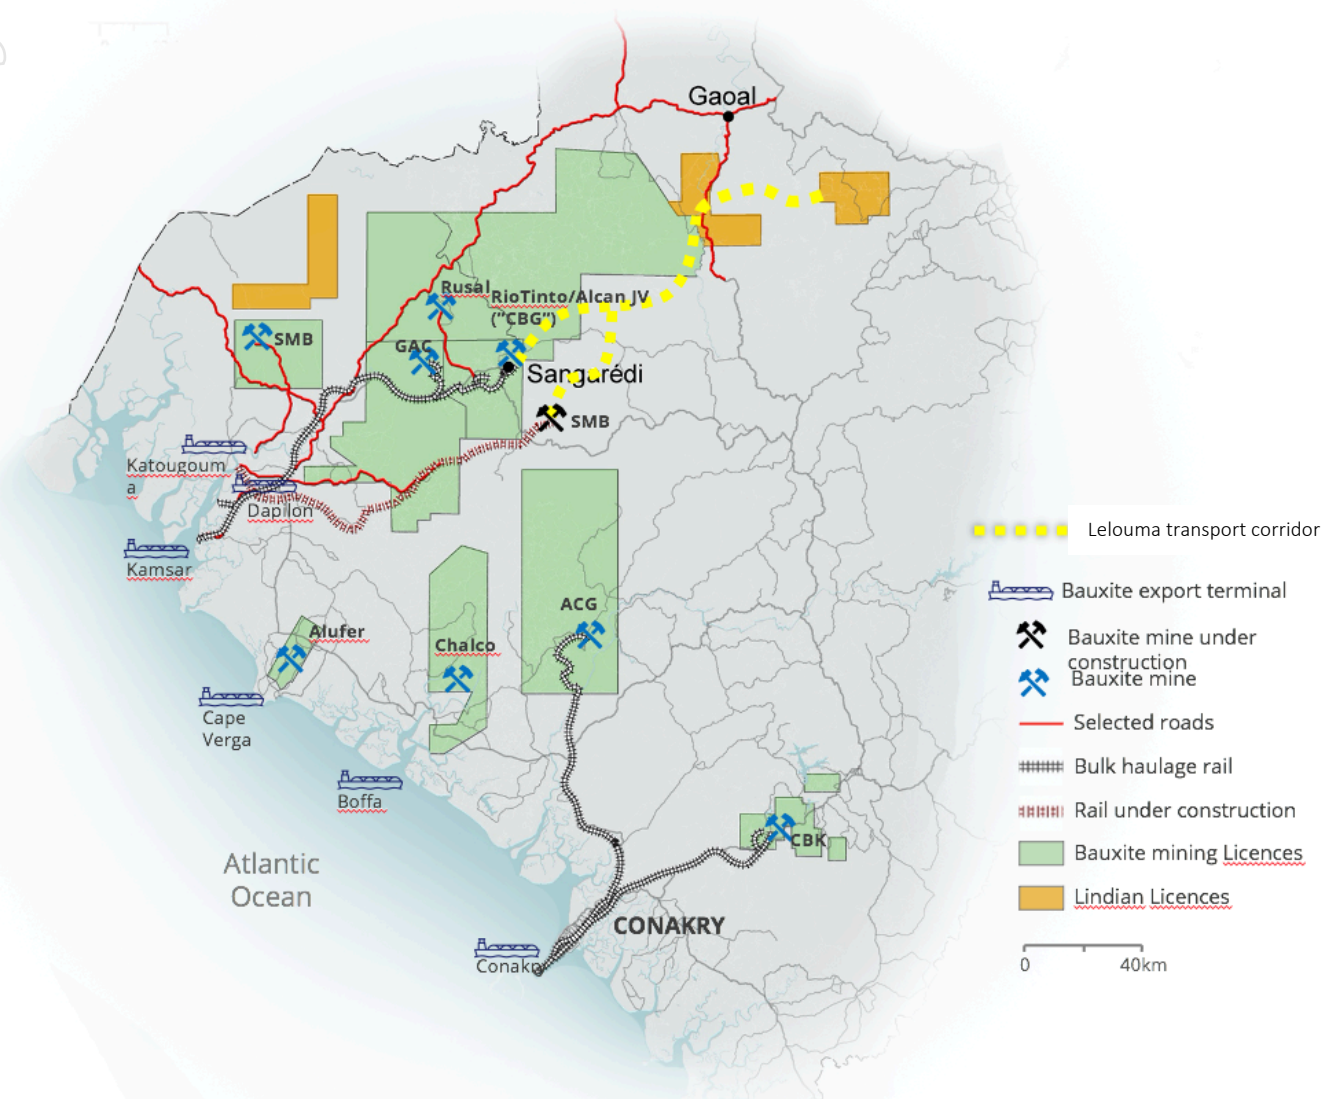 Gaoal
Rusal
RioTinto/Alcan JV
("CBG")
SMB
GAC
Sangarédi
SMB
Katougoum
a
Dapilon
Kamsar
Lelouma transport corridor
Bauxite export terminal
Bauxite mine under
construction
Bauxite mine
Selected roads
Bulk haulage rail
Rail under construction
Bauxite mining Licences
Lindian Licences
0 40km
ACG
Alufer
Chalco
Cape
Verga
Boffa
CBK
Atlantic
Ocean
CONAKRY
Conakry